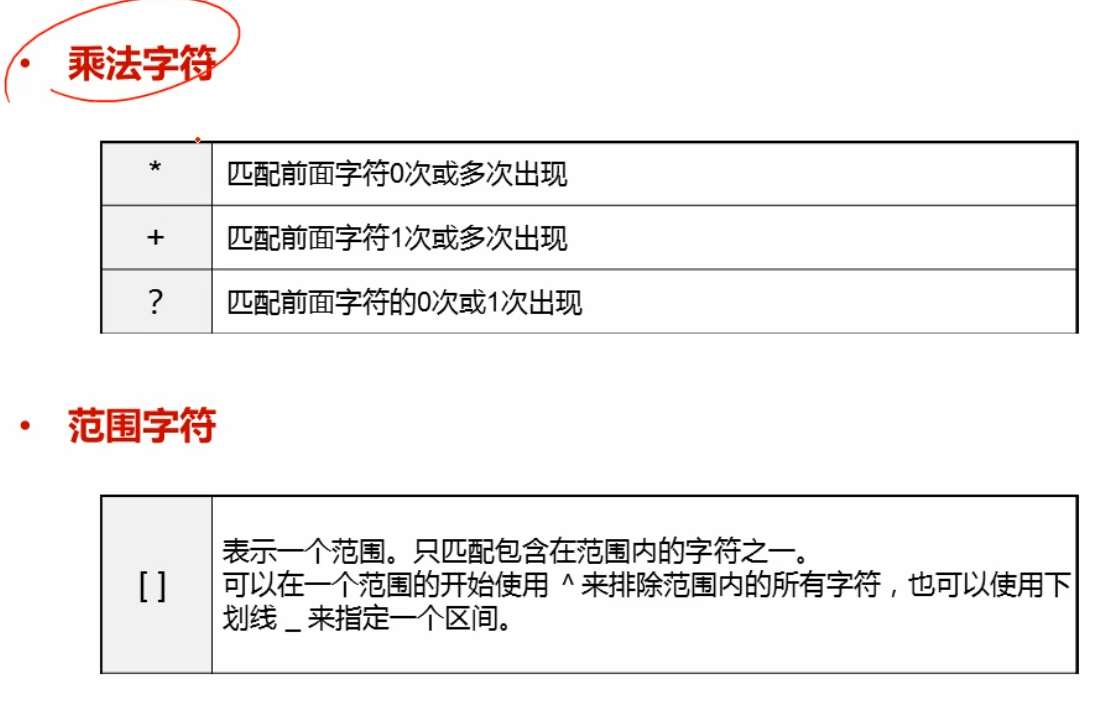 • 乘法字符
* 匹配前面字符0次或多次出现
+ 匹配前面字符1次或多次出现
? 匹配前面字符的0次或1次出现
• 范围字符
[ ] 表示一个范围。只匹配包含在范围内的字符之一。
可以在一个范围的开始使用 ^ 来排除范围内的所有字符，也可以使用下
划线 _ 来指定一个区间。